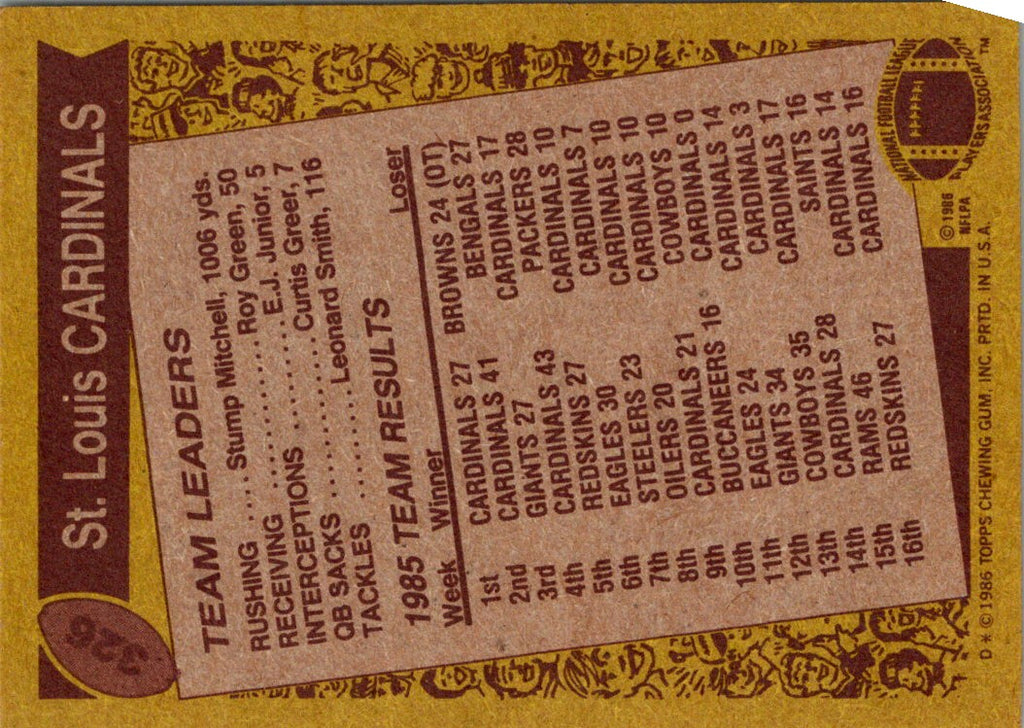 326
St. Louis CARDINALS
TEAM LEADERS
RUSHING .... Stump Mitchell, 1006 yds.
RECEIVING ............ Roy Green, 50
INTERCEPTIONS ........ E.J. Junior, 5
QB SACKS ............ Curtis Greer, 7
TACKLES ........ Leonard Smith, 116
1985 TEAM RESULTS
Week Winner Loser
1st CARDINALS 27 BROWNS 24 (OT)
2nd CARDINALS 41 BENGALS 27
3rd GIANTS 27 CARDINALS 17
4th CARDINALS 43 PACKERS 28
5th REDSKINS 27 CARDINALS 10
6th EAGLES 30 CARDINALS 7
7th STEELERS 23 CARDINALS 10
8th OILERS 20 CARDINALS 10
9th CARDINALS 21 COWBOYS 10
10th BUCCANEERS 16 CARDINALS 0
11th EAGLES 24 CARDINALS 14
12th GIANTS 34 CARDINALS 3
13th COWBOYS 35 CARDINALS 17
14th CARDINALS 28 SAINTS 16
15th RAMS 46 CARDINALS 14
16th REDSKINS 27 CARDINALS 16
NATIONAL FOOTBALL LEAGUE
PLAYERS ASSOCIATION™
© 1986
NFLPA
D * © 1986 TOPPS CHEWING GUM, INC. PRTD. IN U.S.A.